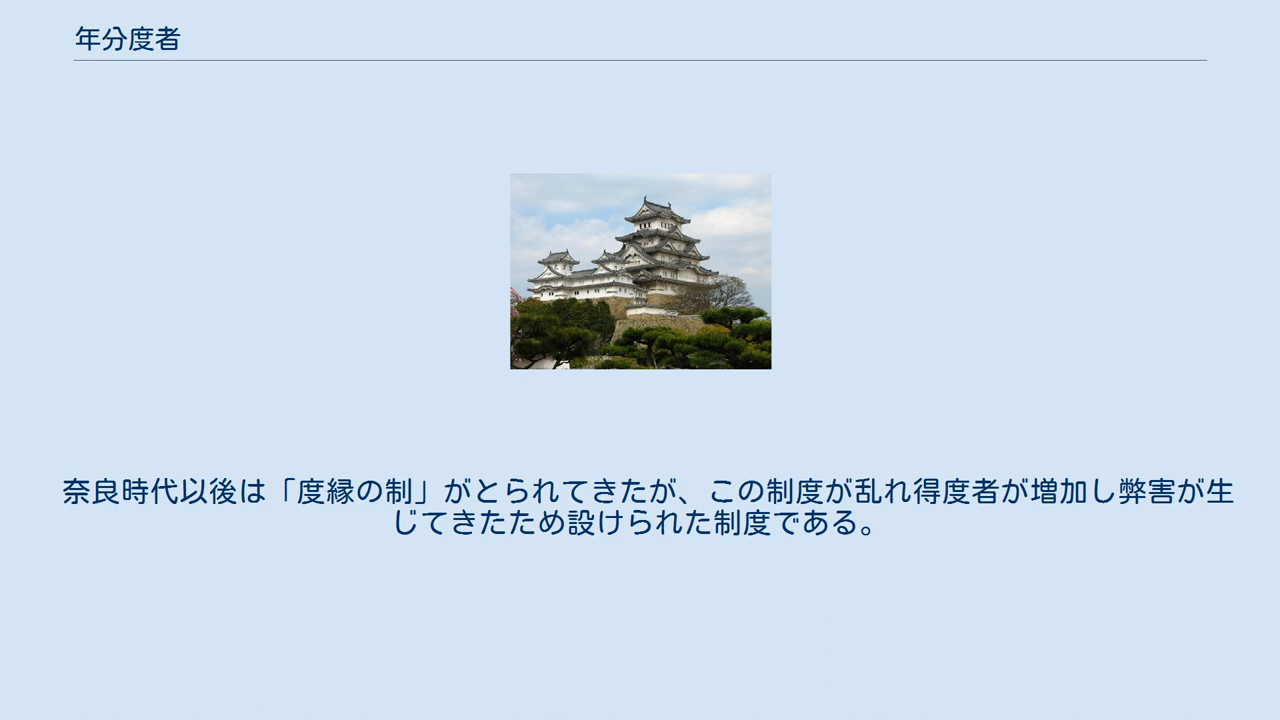 年分度者
奈良時代以後は「度縁の制」がとられてきたが、この制度が乱れ得度者が増加し弊害が生
じてきたため設けられた制度である。